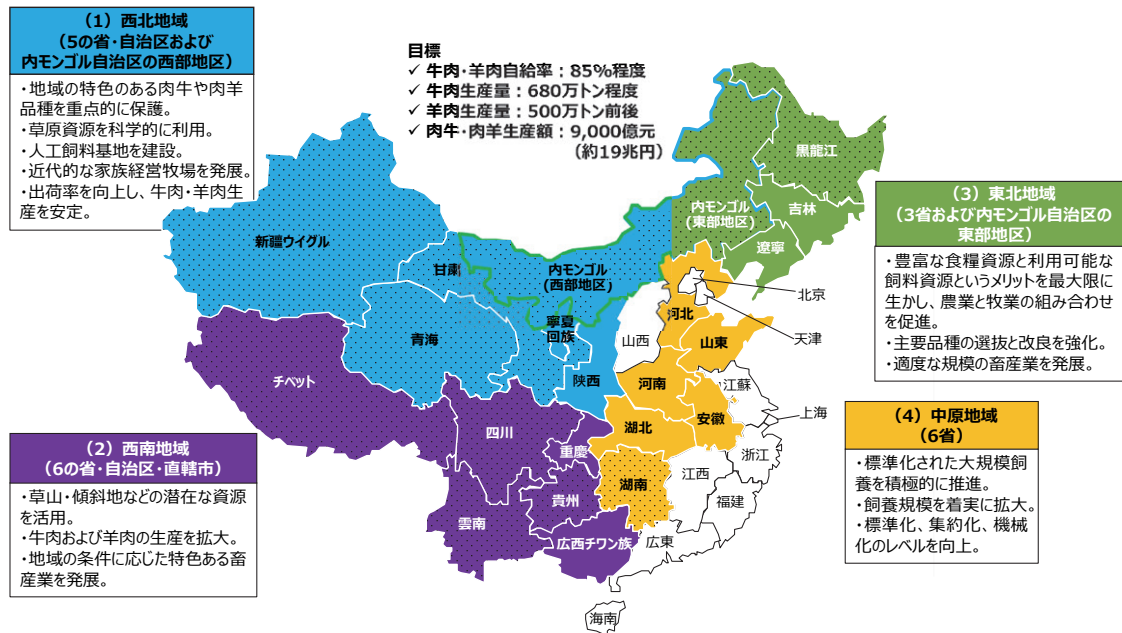 (1)西北地域
(5の省・自治区および
内モンゴル自治区の西部地区)
・地域の特色のある肉牛や肉羊
品種を重点的に保護。
・草原資源を科学的に利用。
・人工飼料基地を建設。
・近代的な家族経営牧場を発展。
・出荷率を向上し、牛肉・羊肉生
産を安定。
目標
✓ 牛肉・羊肉自給率:85%程度
✓ 牛肉生産量:680万トン程度
✓ 羊肉生産量:500万トン前後
✓ 肉牛・肉羊生産額:9,000億元
(約19兆円)
黒龍江
内モンゴル
(東部地区)
吉林
遼寧
新疆ウイグル
甘粛
内モンゴル
(西部地区)
北京
河北
天津
寧夏
回族
青海
山西
山東
陝西
チベット
河南
江蘇
安徽
上海
四川
湖北
重慶
浙江
江西
湖南
貴州
福建
雲南
広西チワン族
広東
海南
(3)東北地域
(3省および内モンゴル自治区の
東部地区)
・豊富な食糧資源と利用可能な
飼料資源というメリットを最大限に
生かし、農業と牧業の組み合わせ
を促進。
・主要品種の選抜と改良を強化。
・適度な規模の畜産業を発展。
(2)西南地域
(6の省・自治区・直轄市)
・草山・傾斜地などの潜在な資源
を活用。
・牛肉および羊肉の生産を拡大。
・地域の条件に応じた特色ある畜
産業を発展。
(4)中原地域
(6省)
・標準化された大規模飼
養を積極的に推進。
・飼養規模を着実に拡大。
・標準化、集約化、機械
化のレベルを向上。